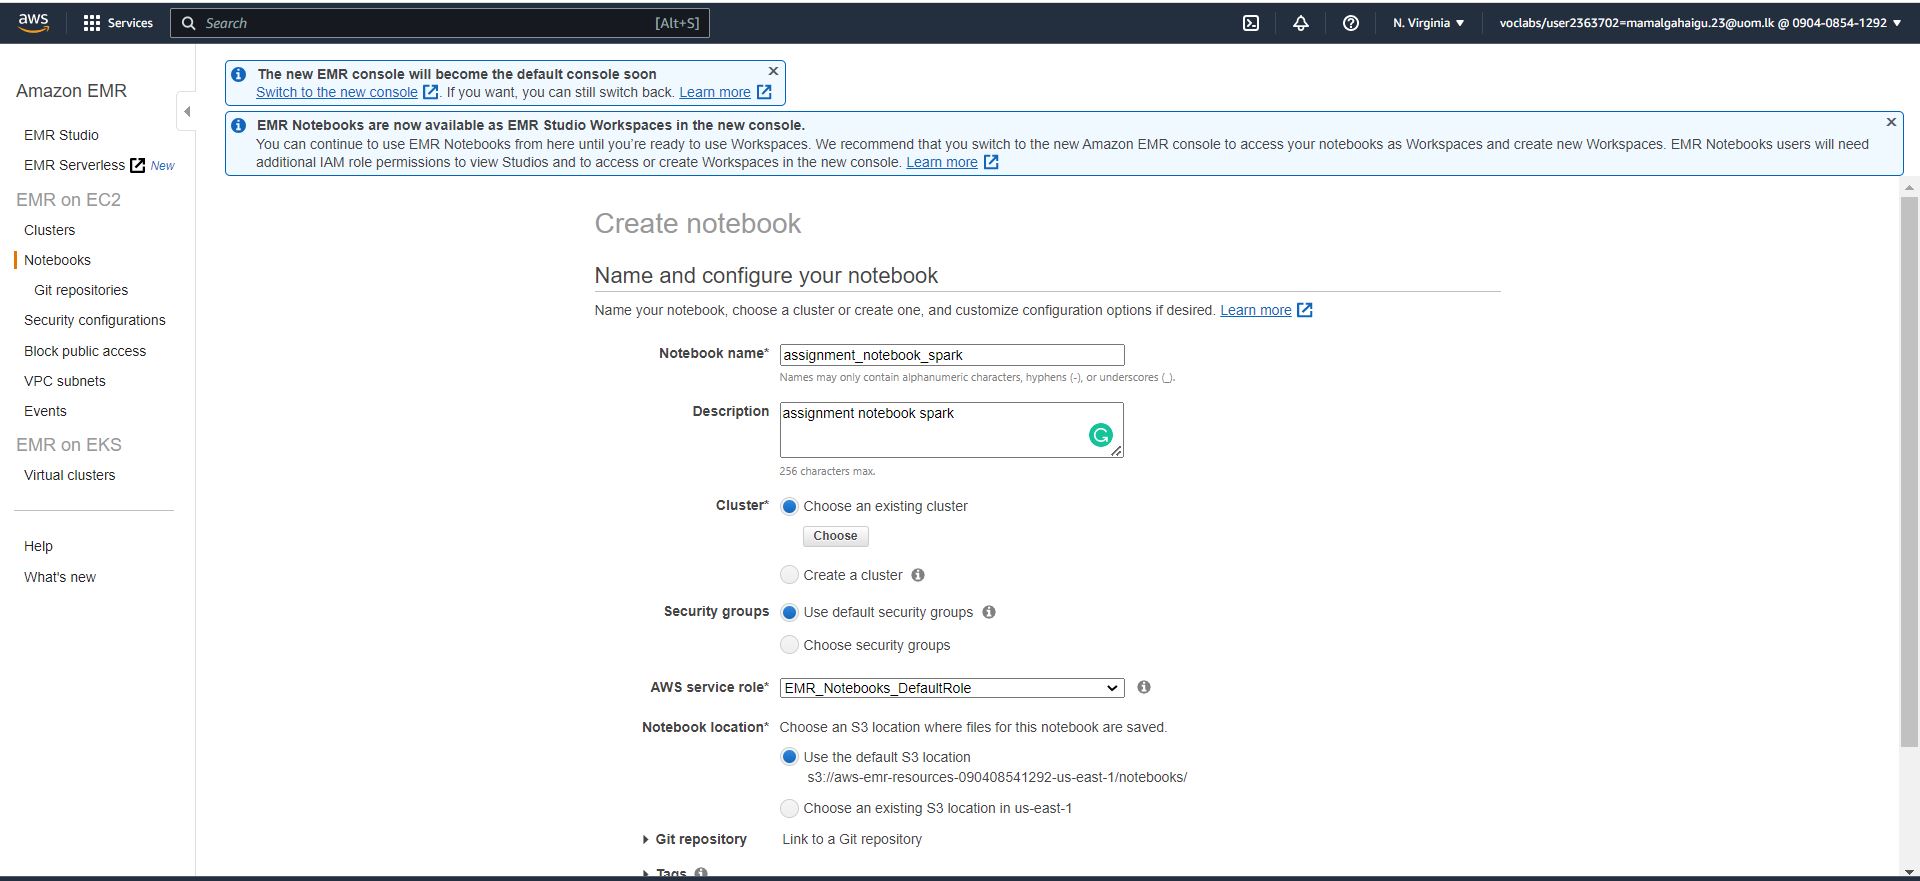 aws
Services
Search
[Alt+S]
N. Virginia
voclabs/user2363702=mamalgahaigu.23@uom.lk @ 0904-0854-1292
Amazon EMR
EMR Studio
EMR Serverless New
EMR on EC2
Clusters
Notebooks
Git repositories
Security configurations
Block public access
VPC subnets
Events
EMR on EKS
Virtual clusters
Help
What's new
The new EMR console will become the default console soon
Switch to the new console . If you want, you can still switch back. Learn more
EMR Notebooks are now available as EMR Studio Workspaces in the new console.
You can continue to use EMR Notebooks from here until you're ready to use Workspaces. We recommend that you switch to the new Amazon EMR console to access your notebooks as Workspaces and create new Workspaces. EMR Notebooks users will need
additional IAM role permissions to view Studios and to access or create Workspaces in the new console. Learn more
Create notebook
Name and configure your notebook
Name your notebook, choose a cluster or create one, and customize configuration options if desired. Learn more
Notebook name* assignment_notebook_spark
Names may only contain alphanumeric characters, hyphens (-), or underscores (_).
Description assignment notebook spark
256 characters max.
Cluster* Choose an existing cluster
Choose
Create a cluster
Security groups Use default security groups
Choose security groups
AWS service role* EMR_Notebooks_DefaultRole
Notebook location* Choose an S3 location where files for this notebook are saved.
Use the default S3 location
s3://aws-emr-resources-090408541292-us-east-1/notebooks/
Choose an existing S3 location in us-east-1
Git repository Link to a Git repository
Tags